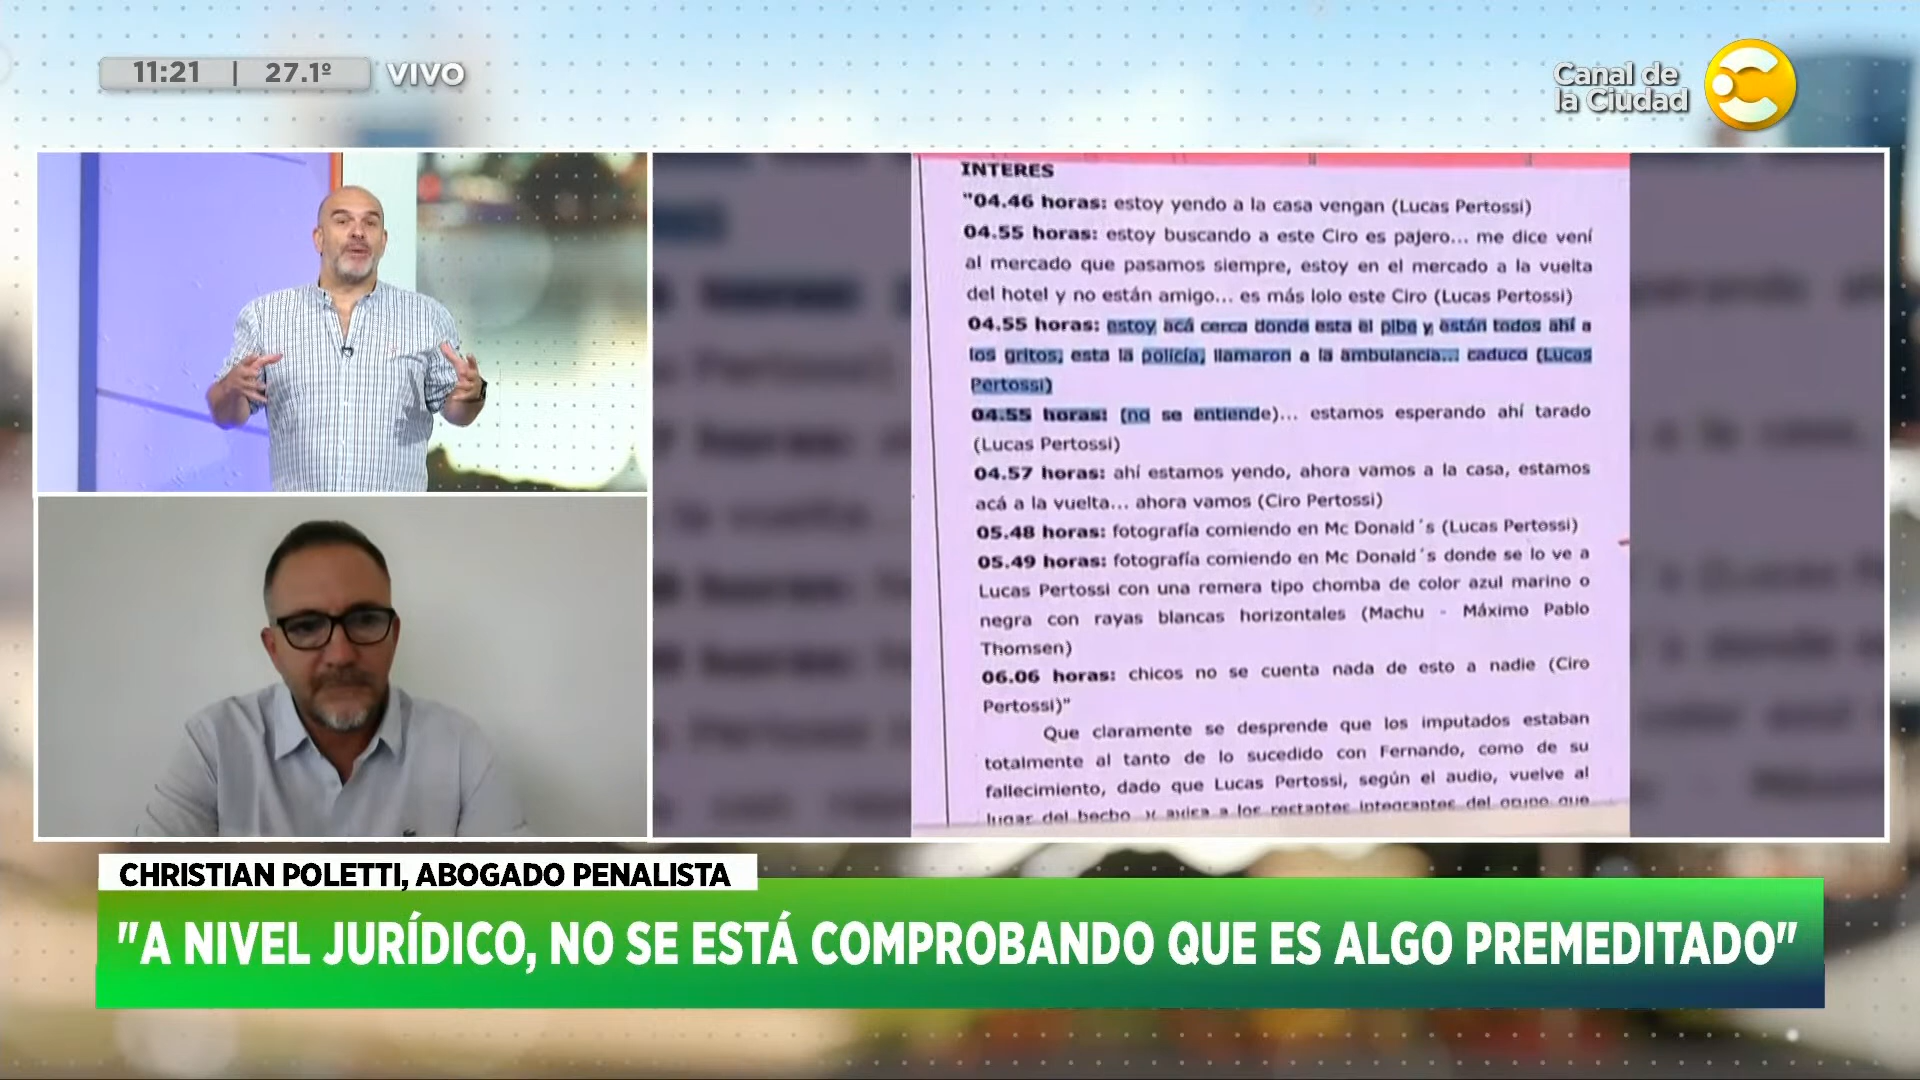 11:21 | 27.1º VIVO
Canal de
la Ciudad
INTERES
"04.46 horas: estoy yendo a la casa vengan (Lucas Pertossi)
04.55 horas: estoy buscando a este Ciro es pajero... me dice vení
al mercado que pasamos siempre, estoy en el mercado a la vuelta
del hotel y no están amigo... es más lolo este Ciro (Lucas Pertossi)
04.55 horas: estoy acá cerca donde esta el pibe y están todos ahí a
los gritos, esta la policía, llamaron a la ambulancia... caduco (Lucas
Pertossi)
04.55 horas: (no se entiende)... estamos esperando ahí tarado
(Lucas Pertossi)
04.57 horas: ahí estamos yendo, ahora vamos a la casa, estamos
acá a la vuelta... ahora vamos (Ciro Pertossi)
05.48 horas: fotografía comiendo en Mc Donald´s (Lucas Pertossi)
05.49 horas: fotografía comiendo en Mc Donald´s donde se lo ve a
Lucas Pertossi con una remera tipo chomba de color azul marino o
negra con rayas blancas horizontales (Machu - Máximo Pablo
Thomsen)
06.06 horas: chicos no se cuenta nada de esto a nadie (Ciro
Pertossi)"
Que claramente se desprende que los imputados estaban
totalmente al tanto de lo sucedido con Fernando, como de su
fallecimiento, dado que Lucas Pertossi, según el audio, vuelve al
lugar del hecho y avisa a los restantes integrantes del grupo que
CHRISTIAN POLETTI, ABOGADO PENALISTA
"A NIVEL JURÍDICO, NO SE ESTÁ COMPROBANDO QUE ES ALGO PREMEDITADO"